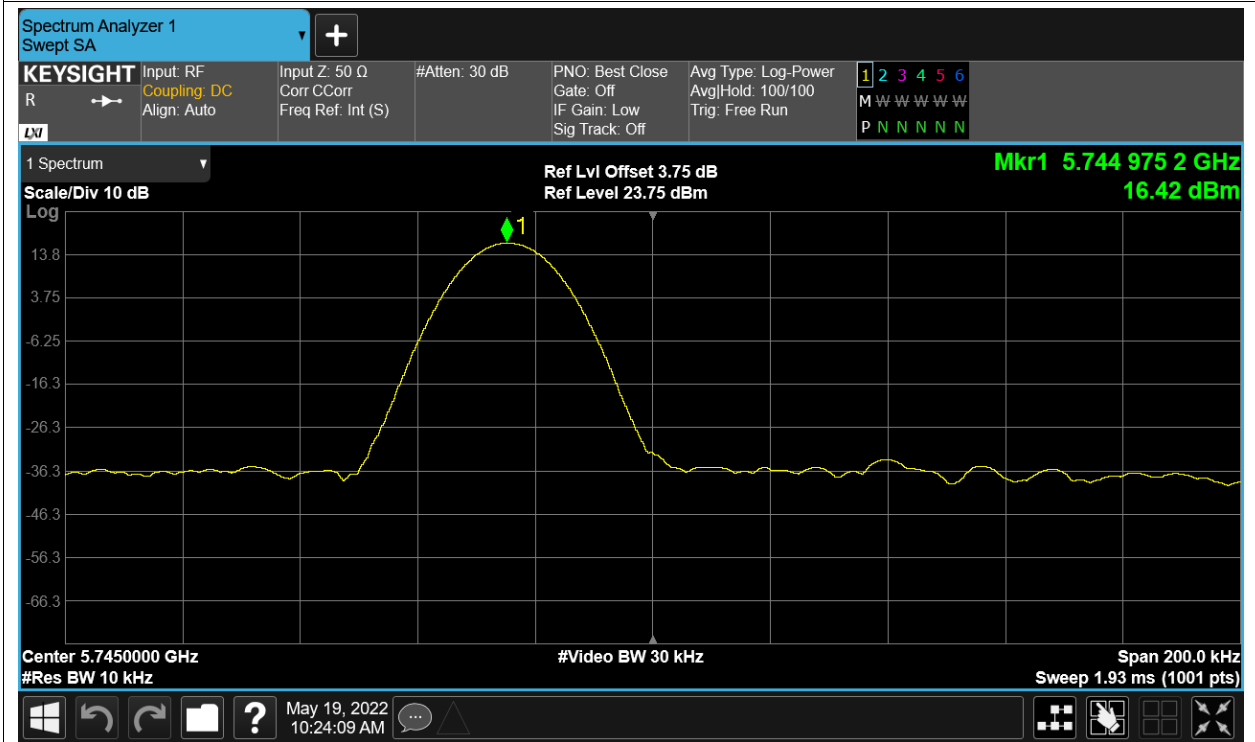 Spectrum Analyzer 1
Swept SA
KEYSIGHT
R
LXI
Input: RF
Coupling: DC
Align: Auto
Input Z: 50 Ω
Corr CCorr
Freq Ref: Int (S)
#Atten: 30 dB
PNO: Best Close
Gate: Off
IF Gain: Low
Sig Track: Off
Avg Type: Log-Power
Avg|Hold: 100/100
Trig: Free Run
1 2 3 4 5 6
M W W W W W
P N N N N N
1 Spectrum
Scale/Div 10 dB
Ref Lvl Offset 3.75 dB
Ref Level 23.75 dBm
Mkr1 5.744 975 2 GHz
16.42 dBm
Log
1
13.8
3.75
-6.25
-16.3
-26.3
-36.3
-46.3
-56.3
-66.3
Center 5.7450000 GHz
#Video BW 30 kHz
Span 200.0 kHz
#Res BW 10 kHz
Sweep 1.93 ms (1001 pts)
?
May 19, 2022
10:24:09 AM